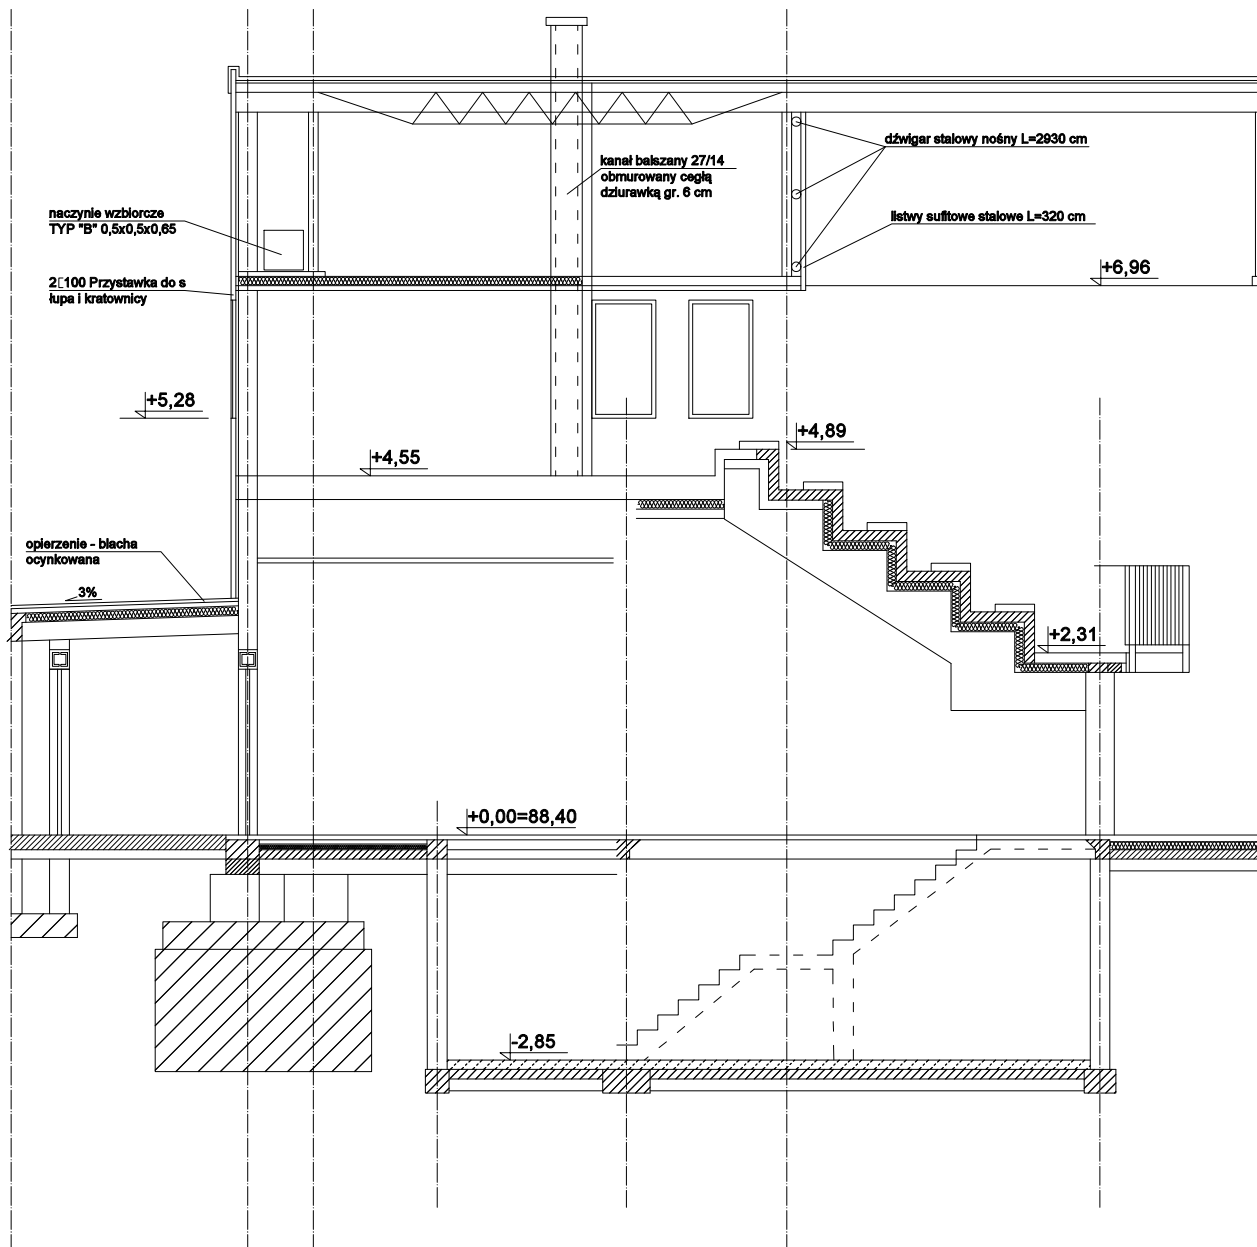 dźwigar stalowy nośny L=2930 cm
kanał balszany 27/14
obmurowany cegłą
dziurawką gr. 6 cm
naczynie wzbiorcze
TYP "B" 0,5x0,5x0,65
listwy sufitowe stalowe L=320 cm
+6,96
2[100 Przystawka do s
łupa i kratownicy
+5,28
+4,89
+4,55
opierzenie - blacha
ocynkowana
3%
+2,31
+0,00=88,40
-2,85